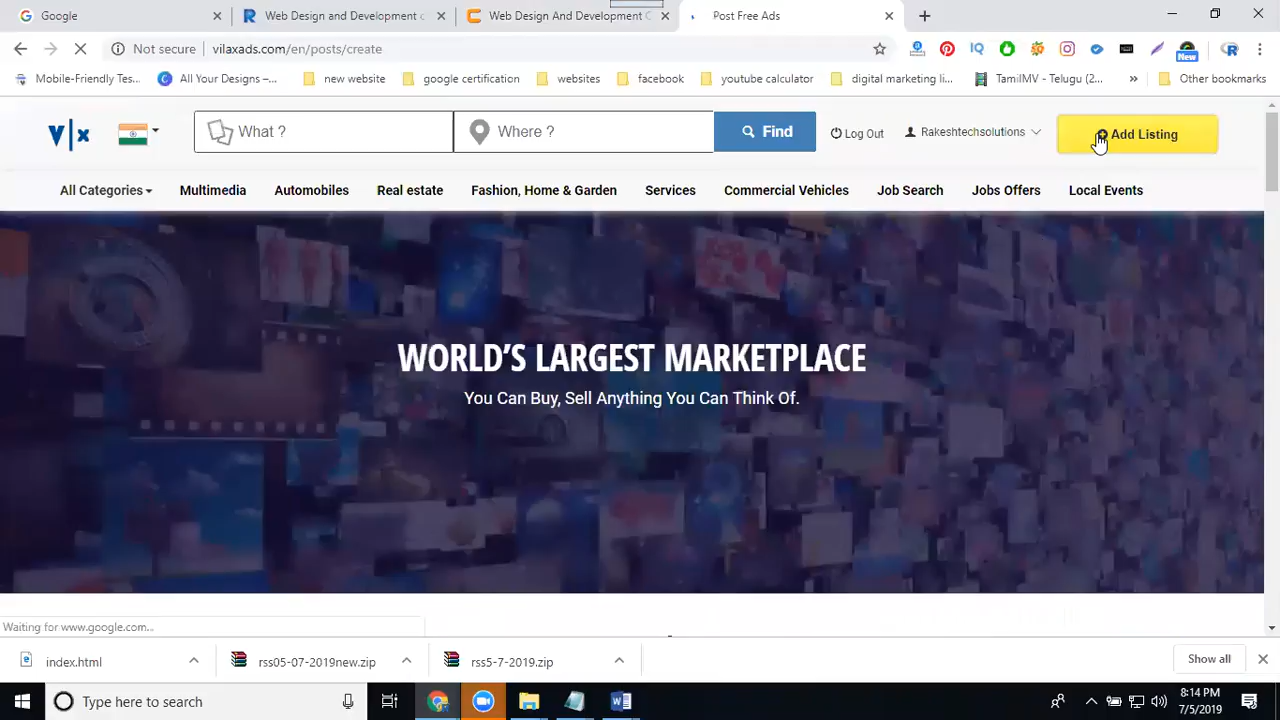 Google
Web Design and Development c
Web Design And Development C
Post Free Ads
Not secure
vilaxads.com/en/posts/create
New
Mobile-Friendly Tes...
All Your Designs –...
new website
google certification
websites
facebook
youtube calculator
digital marketing li...
TamilMV - Telugu (2...
»
Other bookmarks
V|x
What ?
Where ?
Find
Log Out
Rakeshtechsolutions
Add Listing
All Categories
Multimedia
Automobiles
Real estate
Fashion, Home & Garden
Services
Commercial Vehicles
Job Search
Jobs Offers
Local Events
WORLD'S LARGEST MARKETPLACE
You Can Buy, Sell Anything You Can Think Of.
Waiting for www.google.com...
index.html
rss05-07-2019new.zip
rss5-7-2019.zip
Show all
Type here to search
8:14 PM
7/5/2019